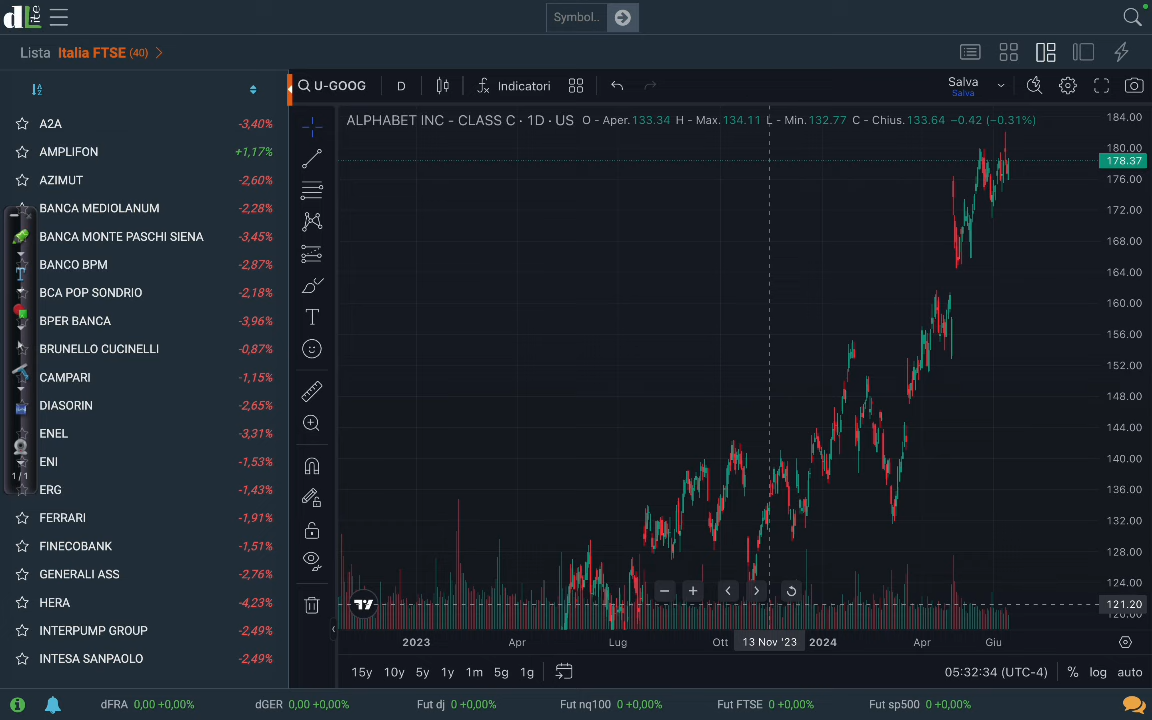 dLite
Symbol..
Lista Italia FTSE (40)
U-GOOG D Indicatori Salva
Salva
ALPHABET INC - CLASS C · 1D · US O - Aper. 133.34 H - Max. 134.11 L - Min. 132.77 C - Chius. 133.64 −0.42 (−0.31%)
A2A -3,40%
AMPLIFON +1,17%
AZIMUT -2,60%
BANCA MEDIOLANUM -2,28%
BANCA MONTE PASCHI SIENA -3,45%
BANCO BPM -2,87%
BCA POP SONDRIO -2,18%
BPER BANCA -3,96%
BRUNELLO CUCINELLI -0,87%
CAMPARI -1,15%
DIASORIN -2,65%
ENEL -3,31%
ENI -1,53%
1 / 1
ERG -1,43%
FERRARI -1,91%
FINECOBANK -1,51%
GENERALI ASS -2,76%
HERA -4,23%
INTERPUMP GROUP -2,49%
INTESA SANPAOLO -2,49%
184.00
180.00
178.37
176.00
172.00
168.00
164.00
160.00
156.00
152.00
148.00
144.00
140.00
136.00
132.00
128.00
124.00
121.20
120.00
2023 Apr Lug Ott 13 Nov '23 2024 Apr Giu
15y 10y 5y 1y 1m 5g 1g 05:32:34 (UTC-4) % log auto
dFRA 0,00 +0,00% dGER 0,00 +0,00% Fut dj 0 +0,00% Fut nq100 0 +0,00% Fut FTSE 0 +0,00% Fut sp500 0 +0,00%